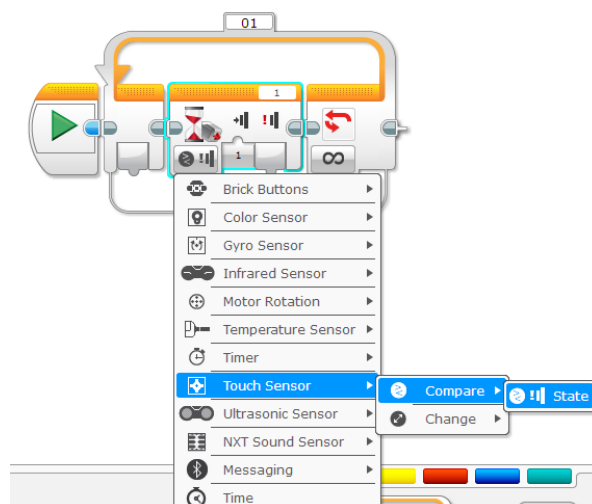 01
1
1
Brick Buttons
Color Sensor
Gyro Sensor
Infrared Sensor
Motor Rotation
Temperature Sensor
Timer
Touch Sensor
Compare
State
Change
Ultrasonic Sensor
NXT Sound Sensor
Messaging
Time